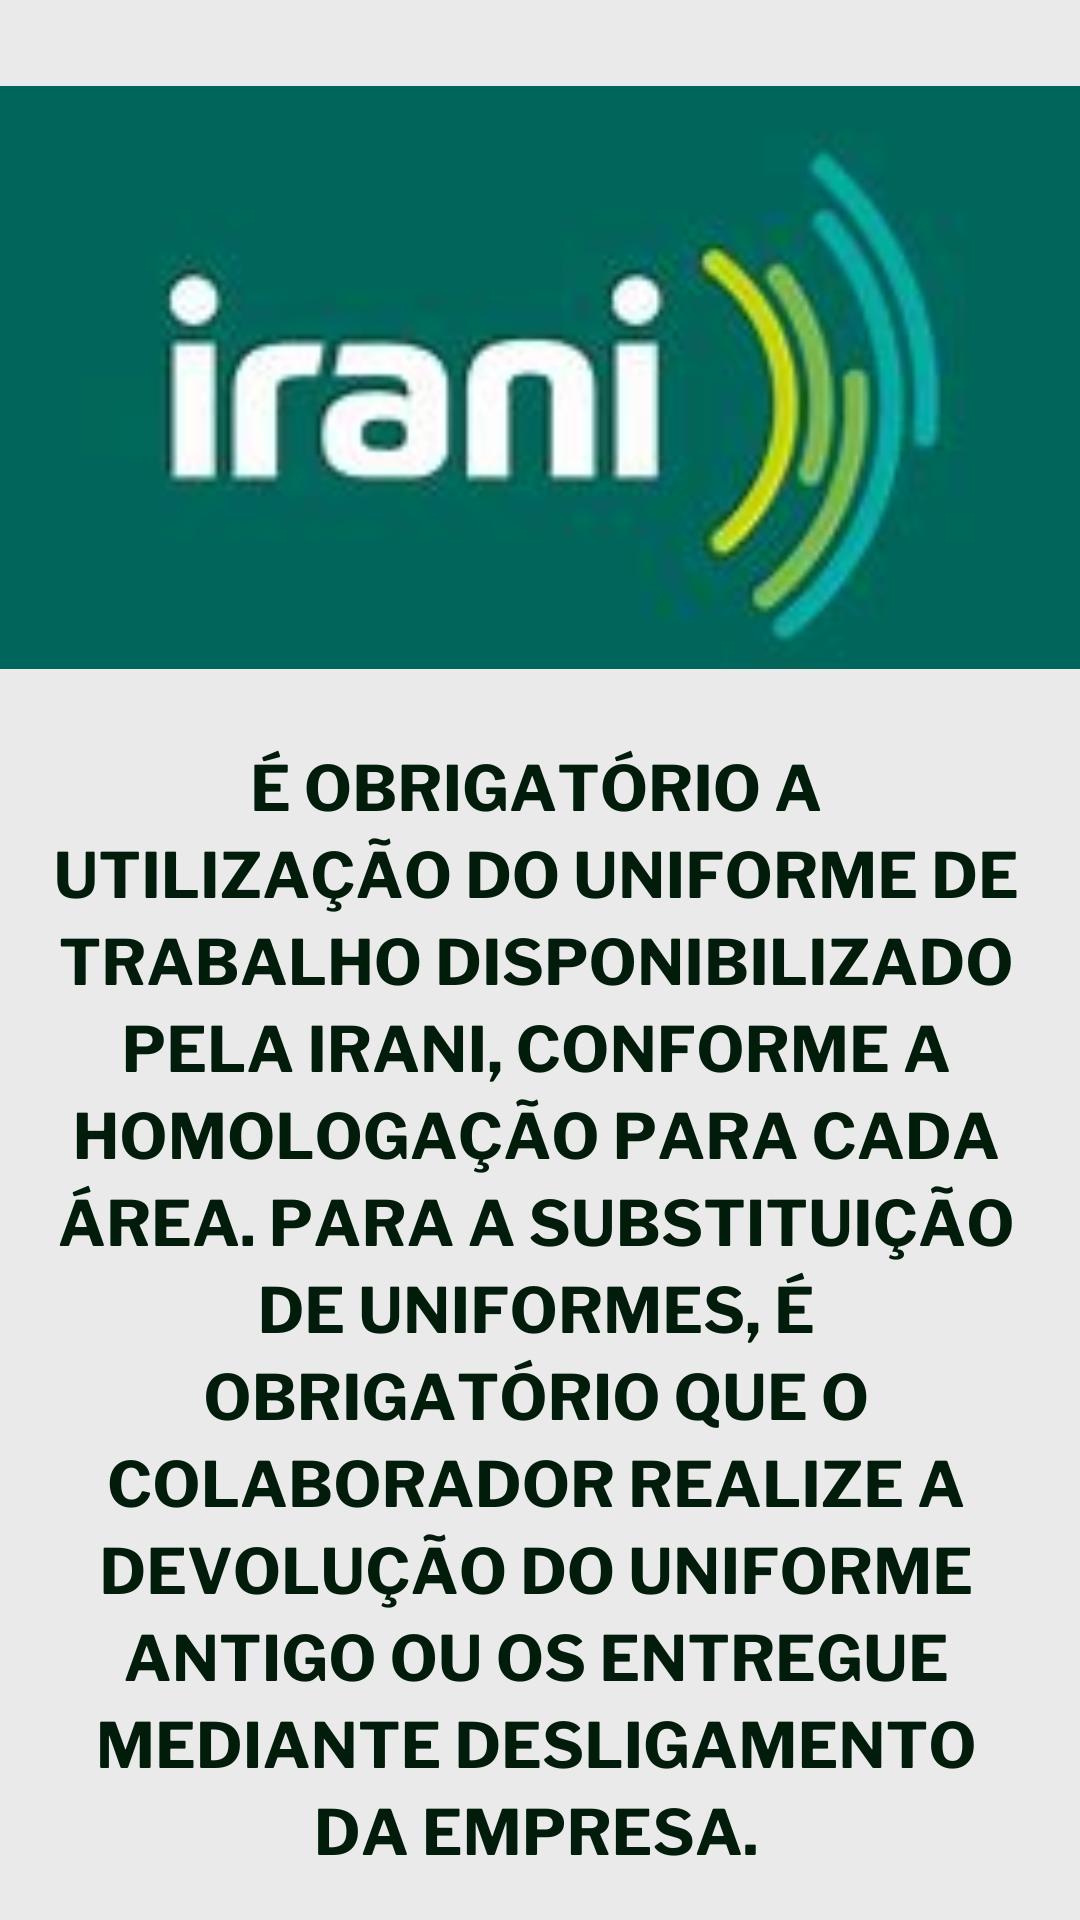 irani
É OBRIGATÓRIO A
UTILIZAÇÃO DO UNIFORME DE
TRABALHO DISPONIBILIZADO
PELA IRANI, CONFORME A
HOMOLOGAÇÃO PARA CADA
ÁREA. PARA A SUBSTITUIÇÃO
DE UNIFORMES, É
OBRIGATÓRIO QUE O
COLABORADOR REALIZE A
DEVOLUÇÃO DO UNIFORME
ANTIGO OU OS ENTREGUE
MEDIANTE DESLIGAMENTO
DA EMPRESA.